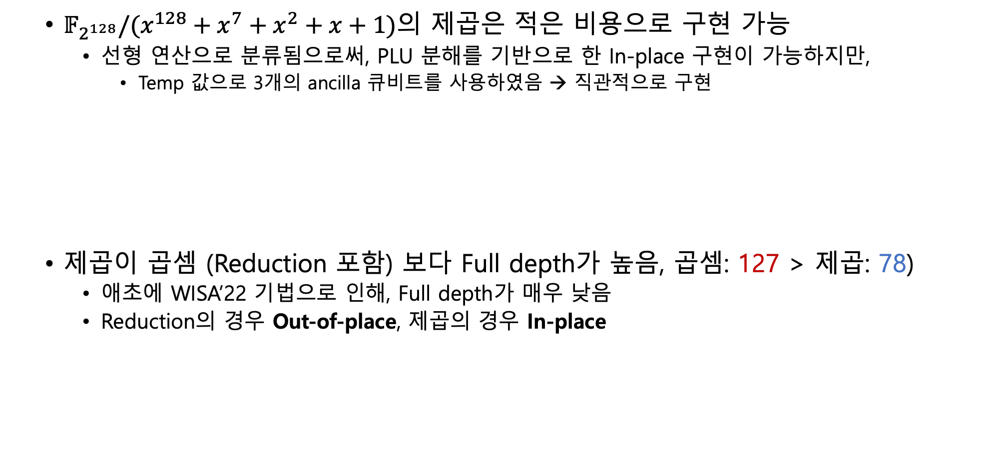 • 𝔽₂¹²⁸/(x¹²⁸ + x⁷ + x² + x + 1)의 제곱은 적은 비용으로 구현 가능
• 선형 연산으로 분류됨으로써, PLU 분해를 기반으로 한 In-place 구현이 가능하지만,
• Temp 값으로 3개의 ancilla 큐비트를 사용하였음 → 직관적으로 구현
• 제곱이 곱셈 (Reduction 포함) 보다 Full depth가 높음, 곱셈: 127 > 제곱: 78)
• 애초에 WISA’22 기법으로 인해, Full depth가 매우 낮음
• Reduction의 경우 Out-of-place, 제곱의 경우 In-place